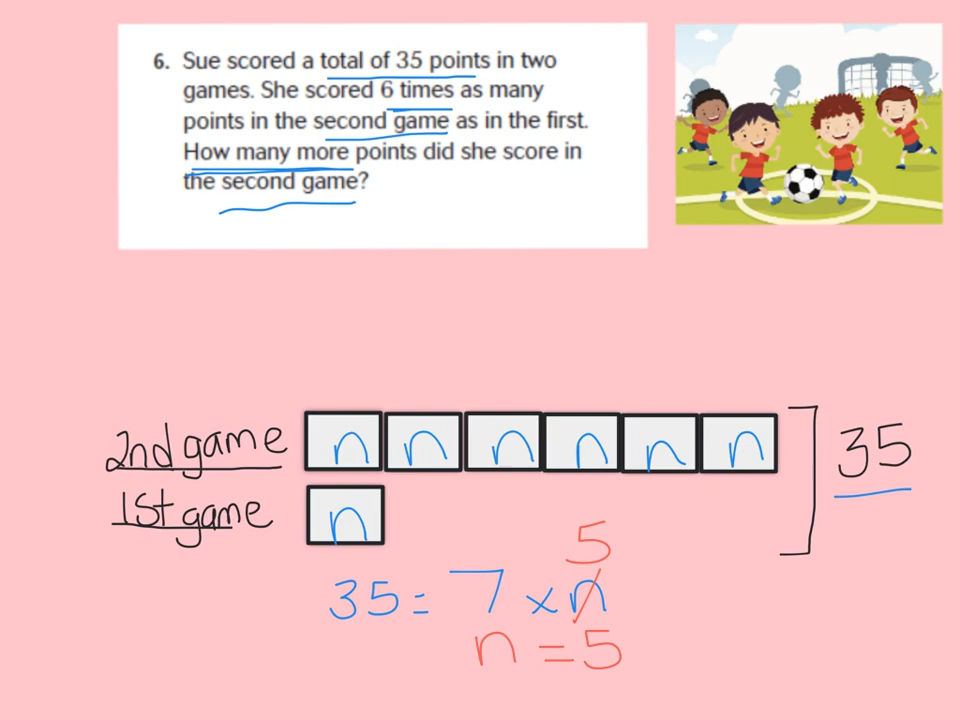 6. Sue scored a total of 35 points in two
games. She scored 6 times as many
points in the second game as in the first.
How many more points did she score in
the second game?
2nd game n n n n n n 35
1st game n
5
35 = 7 x n
n = 5